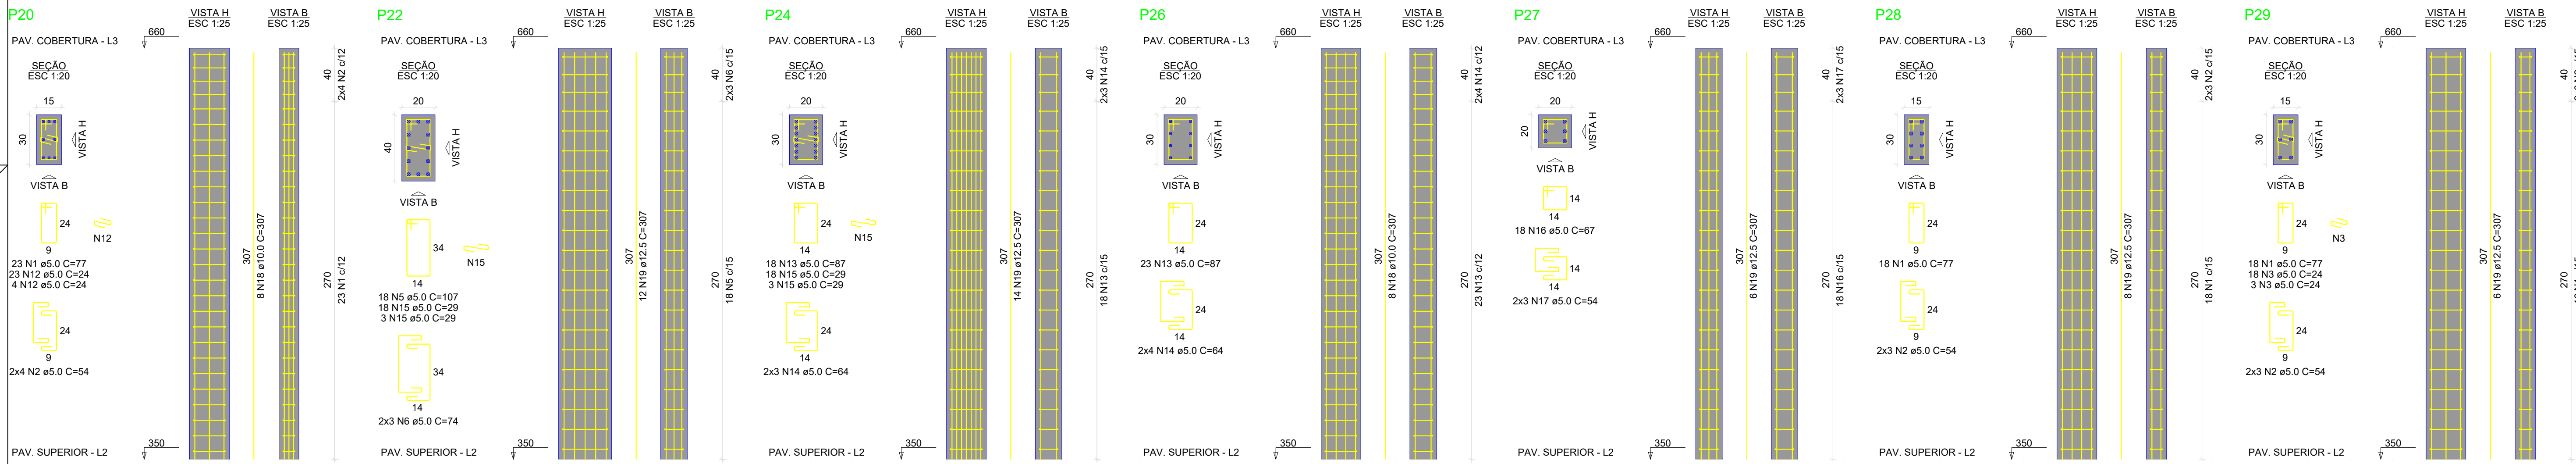 P20
VISTA H
ESC 1:25
VISTA B
ESC 1:25
PAV. COBERTURA - L3
660
SEÇÃO
ESC 1:20
15
30
VISTA H
VISTA B
24
9
N12
23 N1 ø5.0 C=77
23 N12 ø5.0 C=24
4 N12 ø5.0 C=24
24
9
2x4 N2 ø5.0 C=54
307
8 N18 ø10.0 C=307
40
2x4 N2 c/12
270
23 N1 c/12
350
PAV. SUPERIOR - L2
P22
VISTA H
ESC 1:25
VISTA B
ESC 1:25
PAV. COBERTURA - L3
660
SEÇÃO
ESC 1:20
20
40
VISTA H
VISTA B
34
14
N15
18 N5 ø5.0 C=107
18 N15 ø5.0 C=29
3 N15 ø5.0 C=29
34
14
2x3 N6 ø5.0 C=74
307
12 N19 ø12.5 C=307
40
2x3 N6 c/15
270
18 N5 c/15
350
PAV. SUPERIOR - L2
P24
VISTA H
ESC 1:25
VISTA B
ESC 1:25
PAV. COBERTURA - L3
660
SEÇÃO
ESC 1:20
20
30
VISTA H
VISTA B
24
14
N15
18 N13 ø5.0 C=87
18 N15 ø5.0 C=29
3 N15 ø5.0 C=29
24
14
2x3 N14 ø5.0 C=64
307
14 N19 ø12.5 C=307
40
2x3 N14 c/15
270
18 N13 c/15
350
PAV. SUPERIOR - L2
P26
VISTA H
ESC 1:25
VISTA B
ESC 1:25
PAV. COBERTURA - L3
660
SEÇÃO
ESC 1:20
20
30
VISTA H
VISTA B
24
14
23 N13 ø5.0 C=87
24
14
2x4 N14 ø5.0 C=64
307
8 N18 ø10.0 C=307
40
2x4 N14 c/12
270
23 N13 c/12
350
PAV. SUPERIOR - L2
P27
VISTA H
ESC 1:25
VISTA B
ESC 1:25
PAV. COBERTURA - L3
660
SEÇÃO
ESC 1:20
20
20
VISTA H
VISTA B
14
14
18 N16 ø5.0 C=67
14
14
2x3 N17 ø5.0 C=54
307
6 N19 ø12.5 C=307
40
2x3 N17 c/15
270
18 N16 c/15
350
PAV. SUPERIOR - L2
P28
VISTA H
ESC 1:25
VISTA B
ESC 1:25
PAV. COBERTURA - L3
660
SEÇÃO
ESC 1:20
15
30
VISTA H
VISTA B
24
9
18 N1 ø5.0 C=77
24
9
2x3 N2 ø5.0 C=54
307
8 N19 ø12.5 C=307
40
2x3 N2 c/15
270
18 N1 c/15
350
PAV. SUPERIOR - L2
P29
VISTA H
ESC 1:25
VISTA B
ESC 1:25
PAV. COBERTURA - L3
660
SEÇÃO
ESC 1:20
15
30
VISTA H
VISTA B
24
9
N3
18 N1 ø5.0 C=77
18 N3 ø5.0 C=24
3 N3 ø5.0 C=24
24
9
2x3 N2 ø5.0 C=54
307
6 N19 ø12.5 C=307
40
270
350
PAV. SUPERIOR - L2